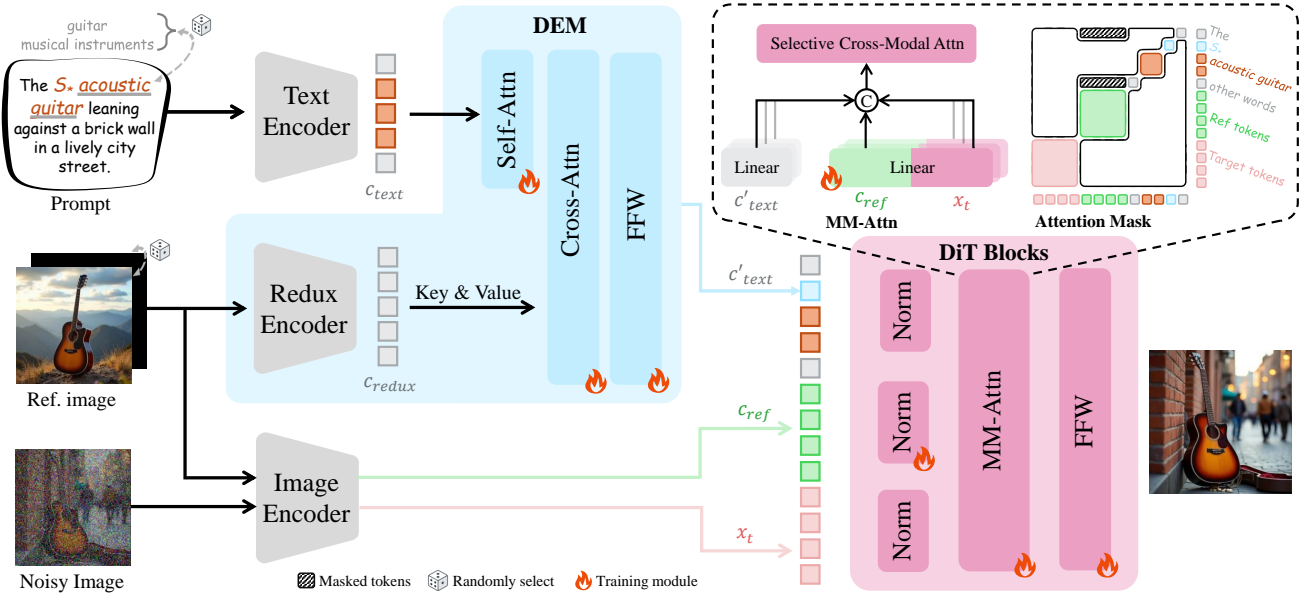 guitar
musical instruments
The S* acoustic
guitar leaning
against a brick wall
in a lively city
street.
Prompt
Text
Encoder
c_text
DEM
Self-Attn
Cross-Attn
FFW
Redux
Encoder
c_redux
Key & Value
Ref. image
Noisy Image
Image
Encoder
c'_text
c_ref
x_t
Selective Cross-Modal Attn
C
Linear
Linear
c'_text
c_ref
x_t
MM-Attn
The
S*
acoustic guitar
other words
Ref tokens
Target tokens
Attention Mask
DiT Blocks
Norm
Norm
Norm
MM-Attn
FFW
Masked tokens
Randomly select
Training module